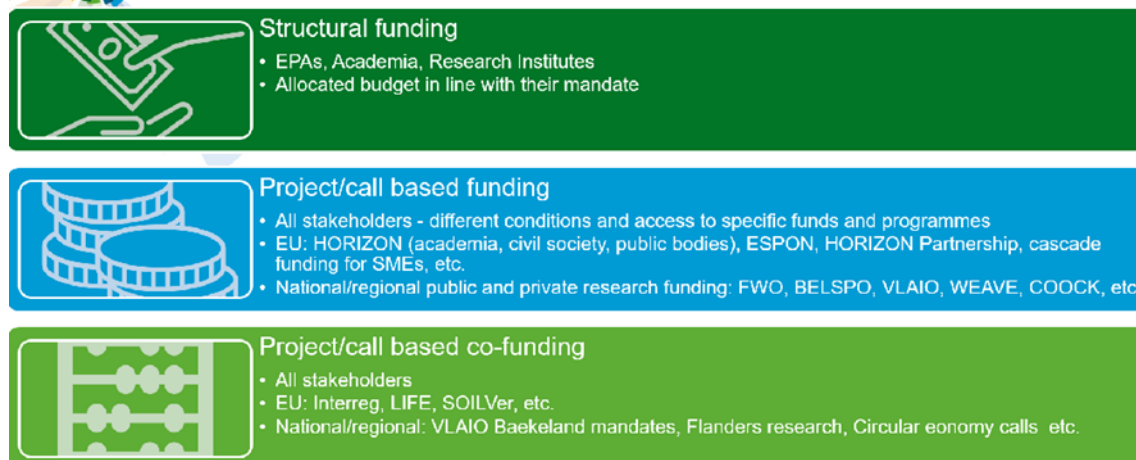 Structural funding
• EPAs, Academia, Research Institutes
• Allocated budget in line with their mandate
Project/call based funding
• All stakeholders - different conditions and access to specific funds and programmes
• EU: HORIZON (academia, civil society, public bodies), ESPON, HORIZON Partnership, cascade
funding for SMEs, etc.
• National/regional public and private research funding: FWO, BELSPO, VLAIO, WEAVE, COOCK, etc
Project/call based co-funding
• All stakeholders
• EU: Interreg, LIFE, SOILVer, etc.
• National/regional: VLAIO Baekeland mandates, Flanders research, Circular eonomy calls  etc.